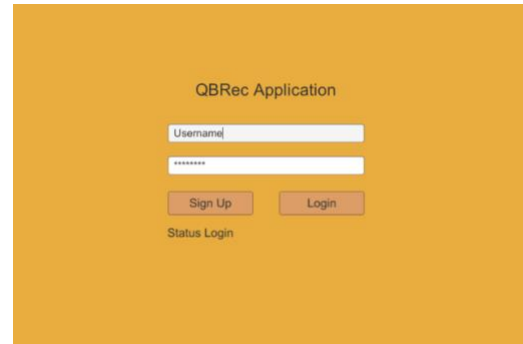 QBRec Application
Username
********
Sign Up Login
Status Login